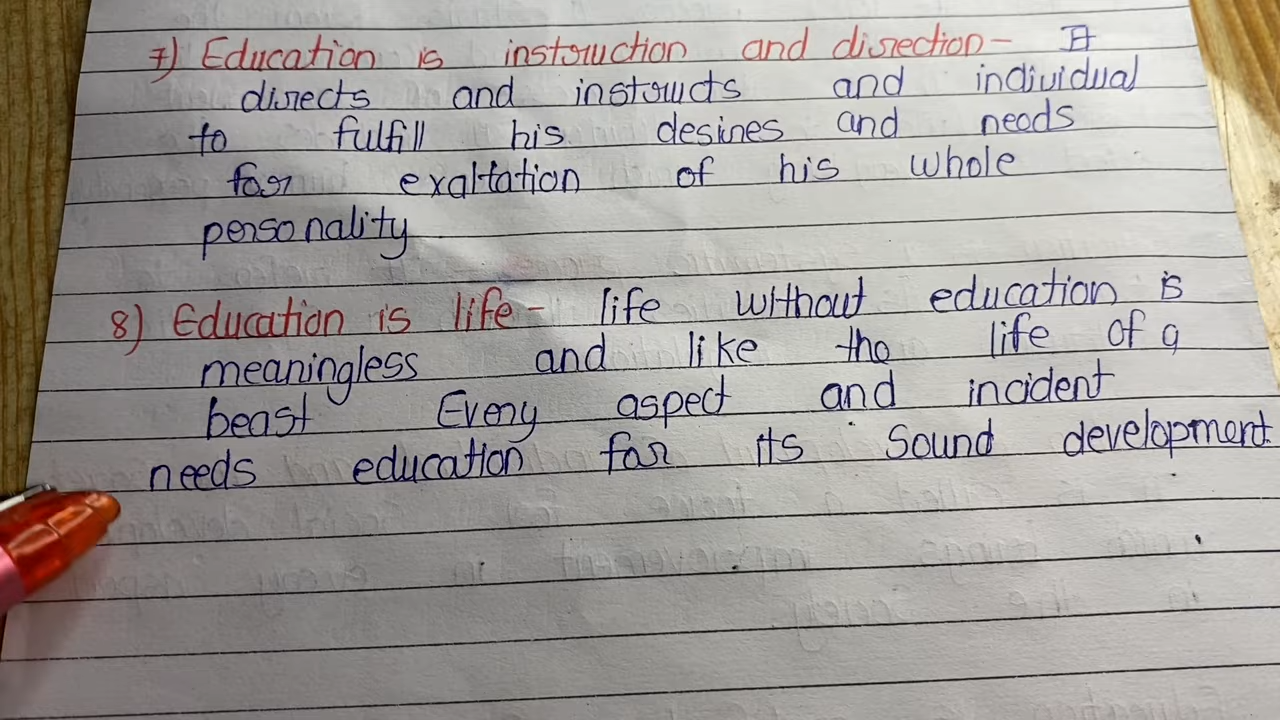 7) Education is instruction and direction- It
directs and instructs and individual
to fulfill his desires and needs
for exaltation of his whole
personality
8) Education is life- life without education is
meaningless and like the life of a
beast Every aspect and incident
needs education for its Sound development.